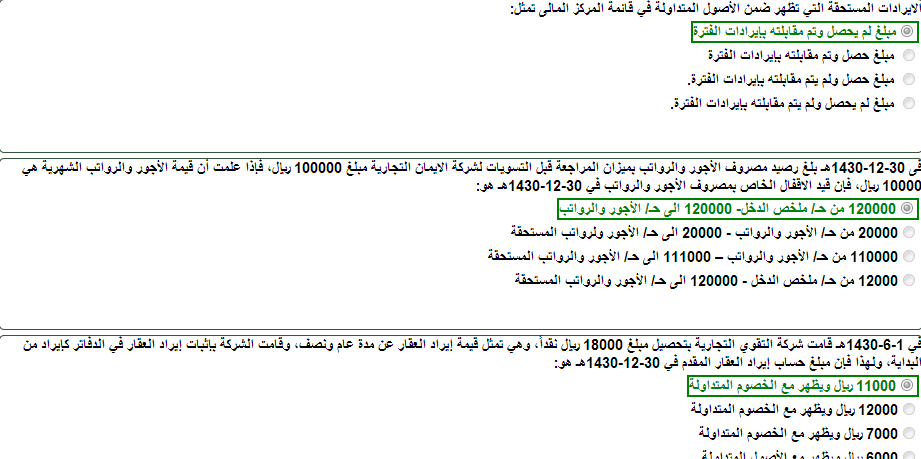 الايرادات المستحقة التي تظهر ضمن الأصول المتداولة في قائمة المركز المالى تمثل:
مبلغ لم يحصل وتم مقابلته بإيرادات الفترة
مبلغ حصل وتم مقابلته بإيرادات الفترة
مبلغ حصل ولم يتم مقابلته بإيرادات الفترة.
مبلغ لم يحصل ولم يتم مقابلته بإيرادات الفترة.
فى 30-12-1430هـ بلغ رصيد مصروف الأجور والرواتب بميزان المراجعة قبل التسويات لشركة الايمان التجارية مبلغ 100000 ريال، فإذا علمت أن قيمة الأجور والرواتب الشهرية هي
10000 ريال، فإن قيد الاقفال الخاص بمصروف الأجور والرواتب في 30-12-1430هـ هو:
120000 من حـ/ ملخص الدخل- 120000 الى حـ/ الأجور والرواتب
20000 من حـ/ الأجور والرواتب - 20000 الى حـ/ الأجور ولرواتب المستحقة
110000 من حـ/ الأجور والرواتب – 111000 الى حـ/ الأجور والرواتب المستحقة
12000 من حـ/ ملخص الدخل - 120000 الى حـ/ الأجور والرواتب المستحقة
في 1-6-1430هـ قامت شركة التقوي التجارية بتحصيل مبلغ 18000 ريال نقداً، وهي تمثل قيمة إيراد العقار عن مدة عام ونصف، وقامت الشركة بإثبات إيراد العقار في الدفاتر كإيراد من
البداية، ولهذا فإن مبلغ حساب إيراد العقار المقدم في 30-12-1430هـ هو:
11000 ريال ويظهر مع الخصوم المتداولة
12000 ريال ويظهر مع الخصوم المتداولة
7000 ريال ويظهر مع الخصوم المتداولة
6000 ريال ويظهر مع الأصول المتداولة